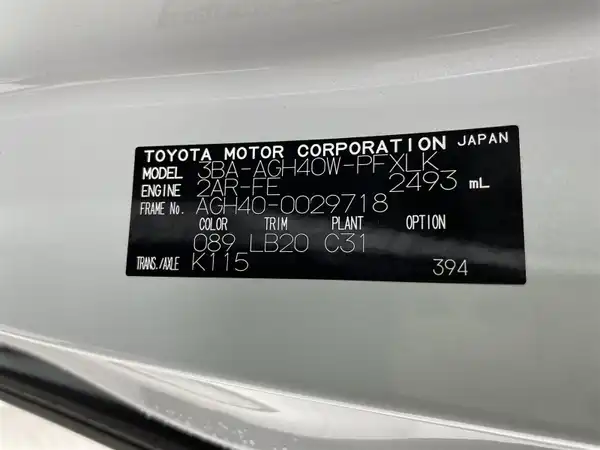 TOYOTA MOTOR CORPORATION JAPAN
MODEL 3BA-AGH40W-PFXLK
ENGINE 2AR-FE 2493 mL
FRAME No. AGH40-0029718
COLOR TRIM PLANT OPTION
089 LB20 C31
TRANS./AXLE K115 394